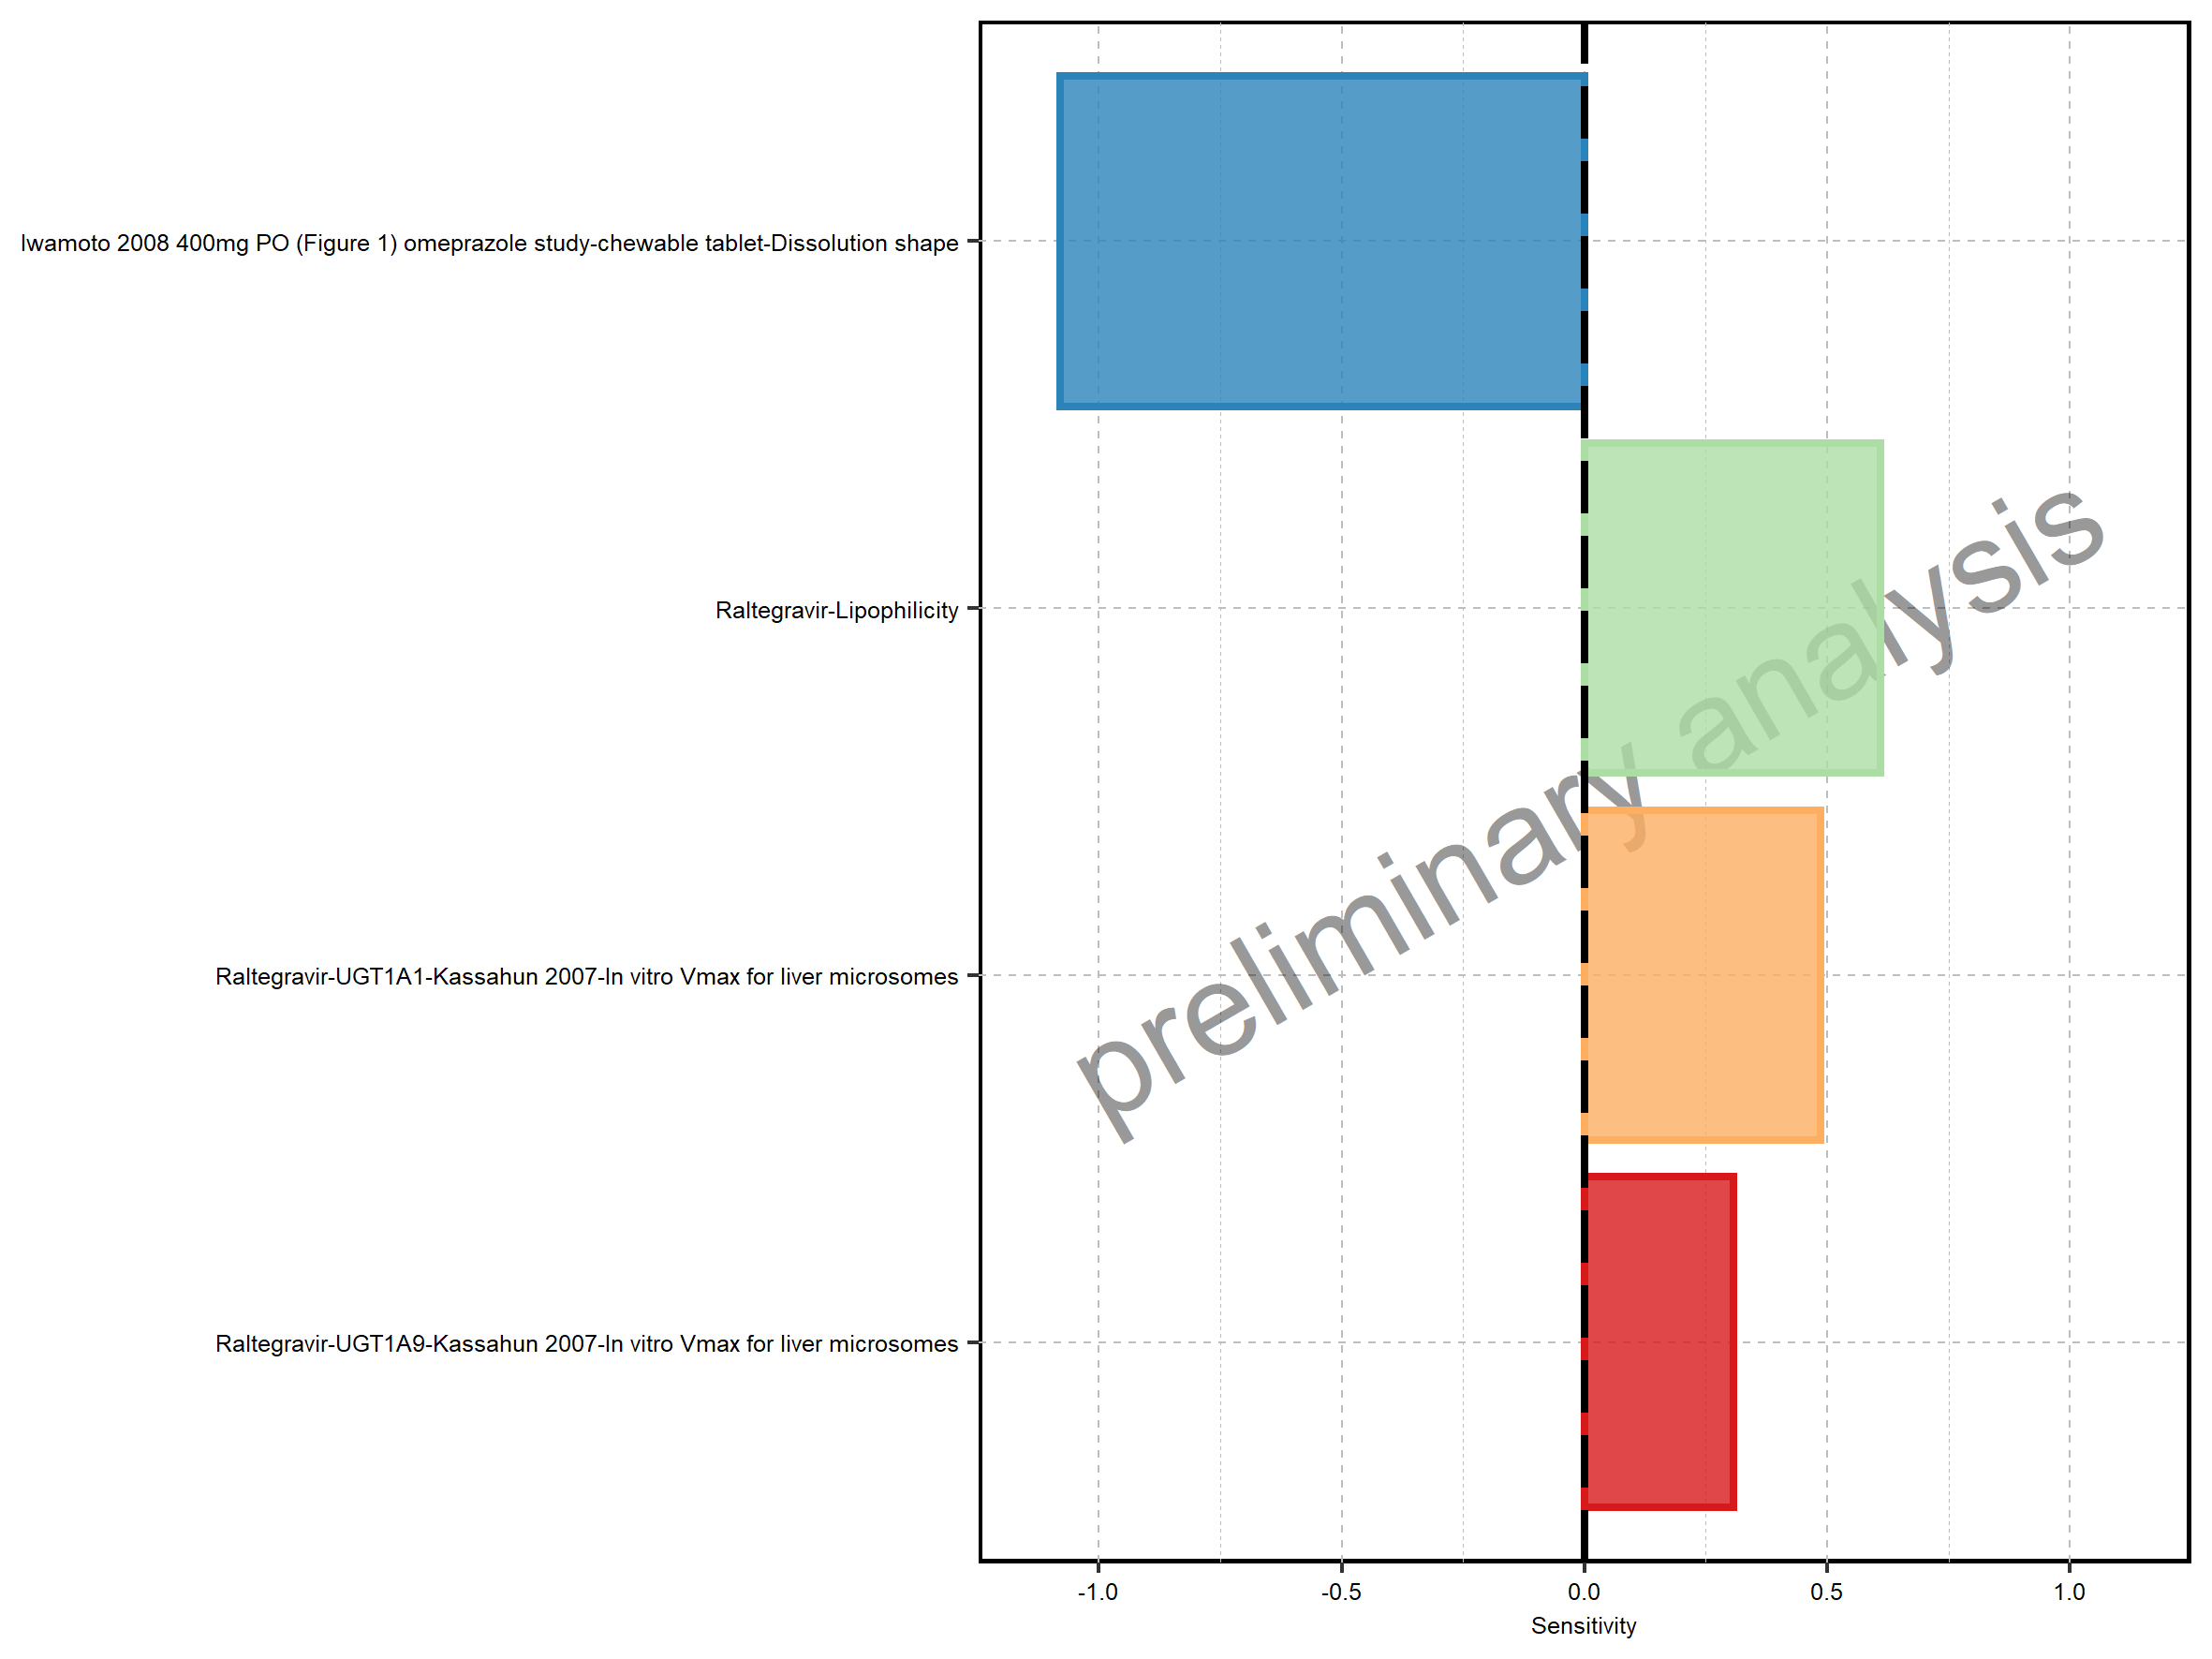 Iwamoto 2008 400mg PO (Figure 1) omeprazole study-chewable tablet-Dissolution shape
Raltegravir-Lipophilicity
Raltegravir-UGT1A1-Kassahun 2007-In vitro Vmax for liver microsomes
Raltegravir-UGT1A9-Kassahun 2007-In vitro Vmax for liver microsomes
preliminary analysis
-1.0 -0.5 0.0 0.5 1.0
Sensitivity